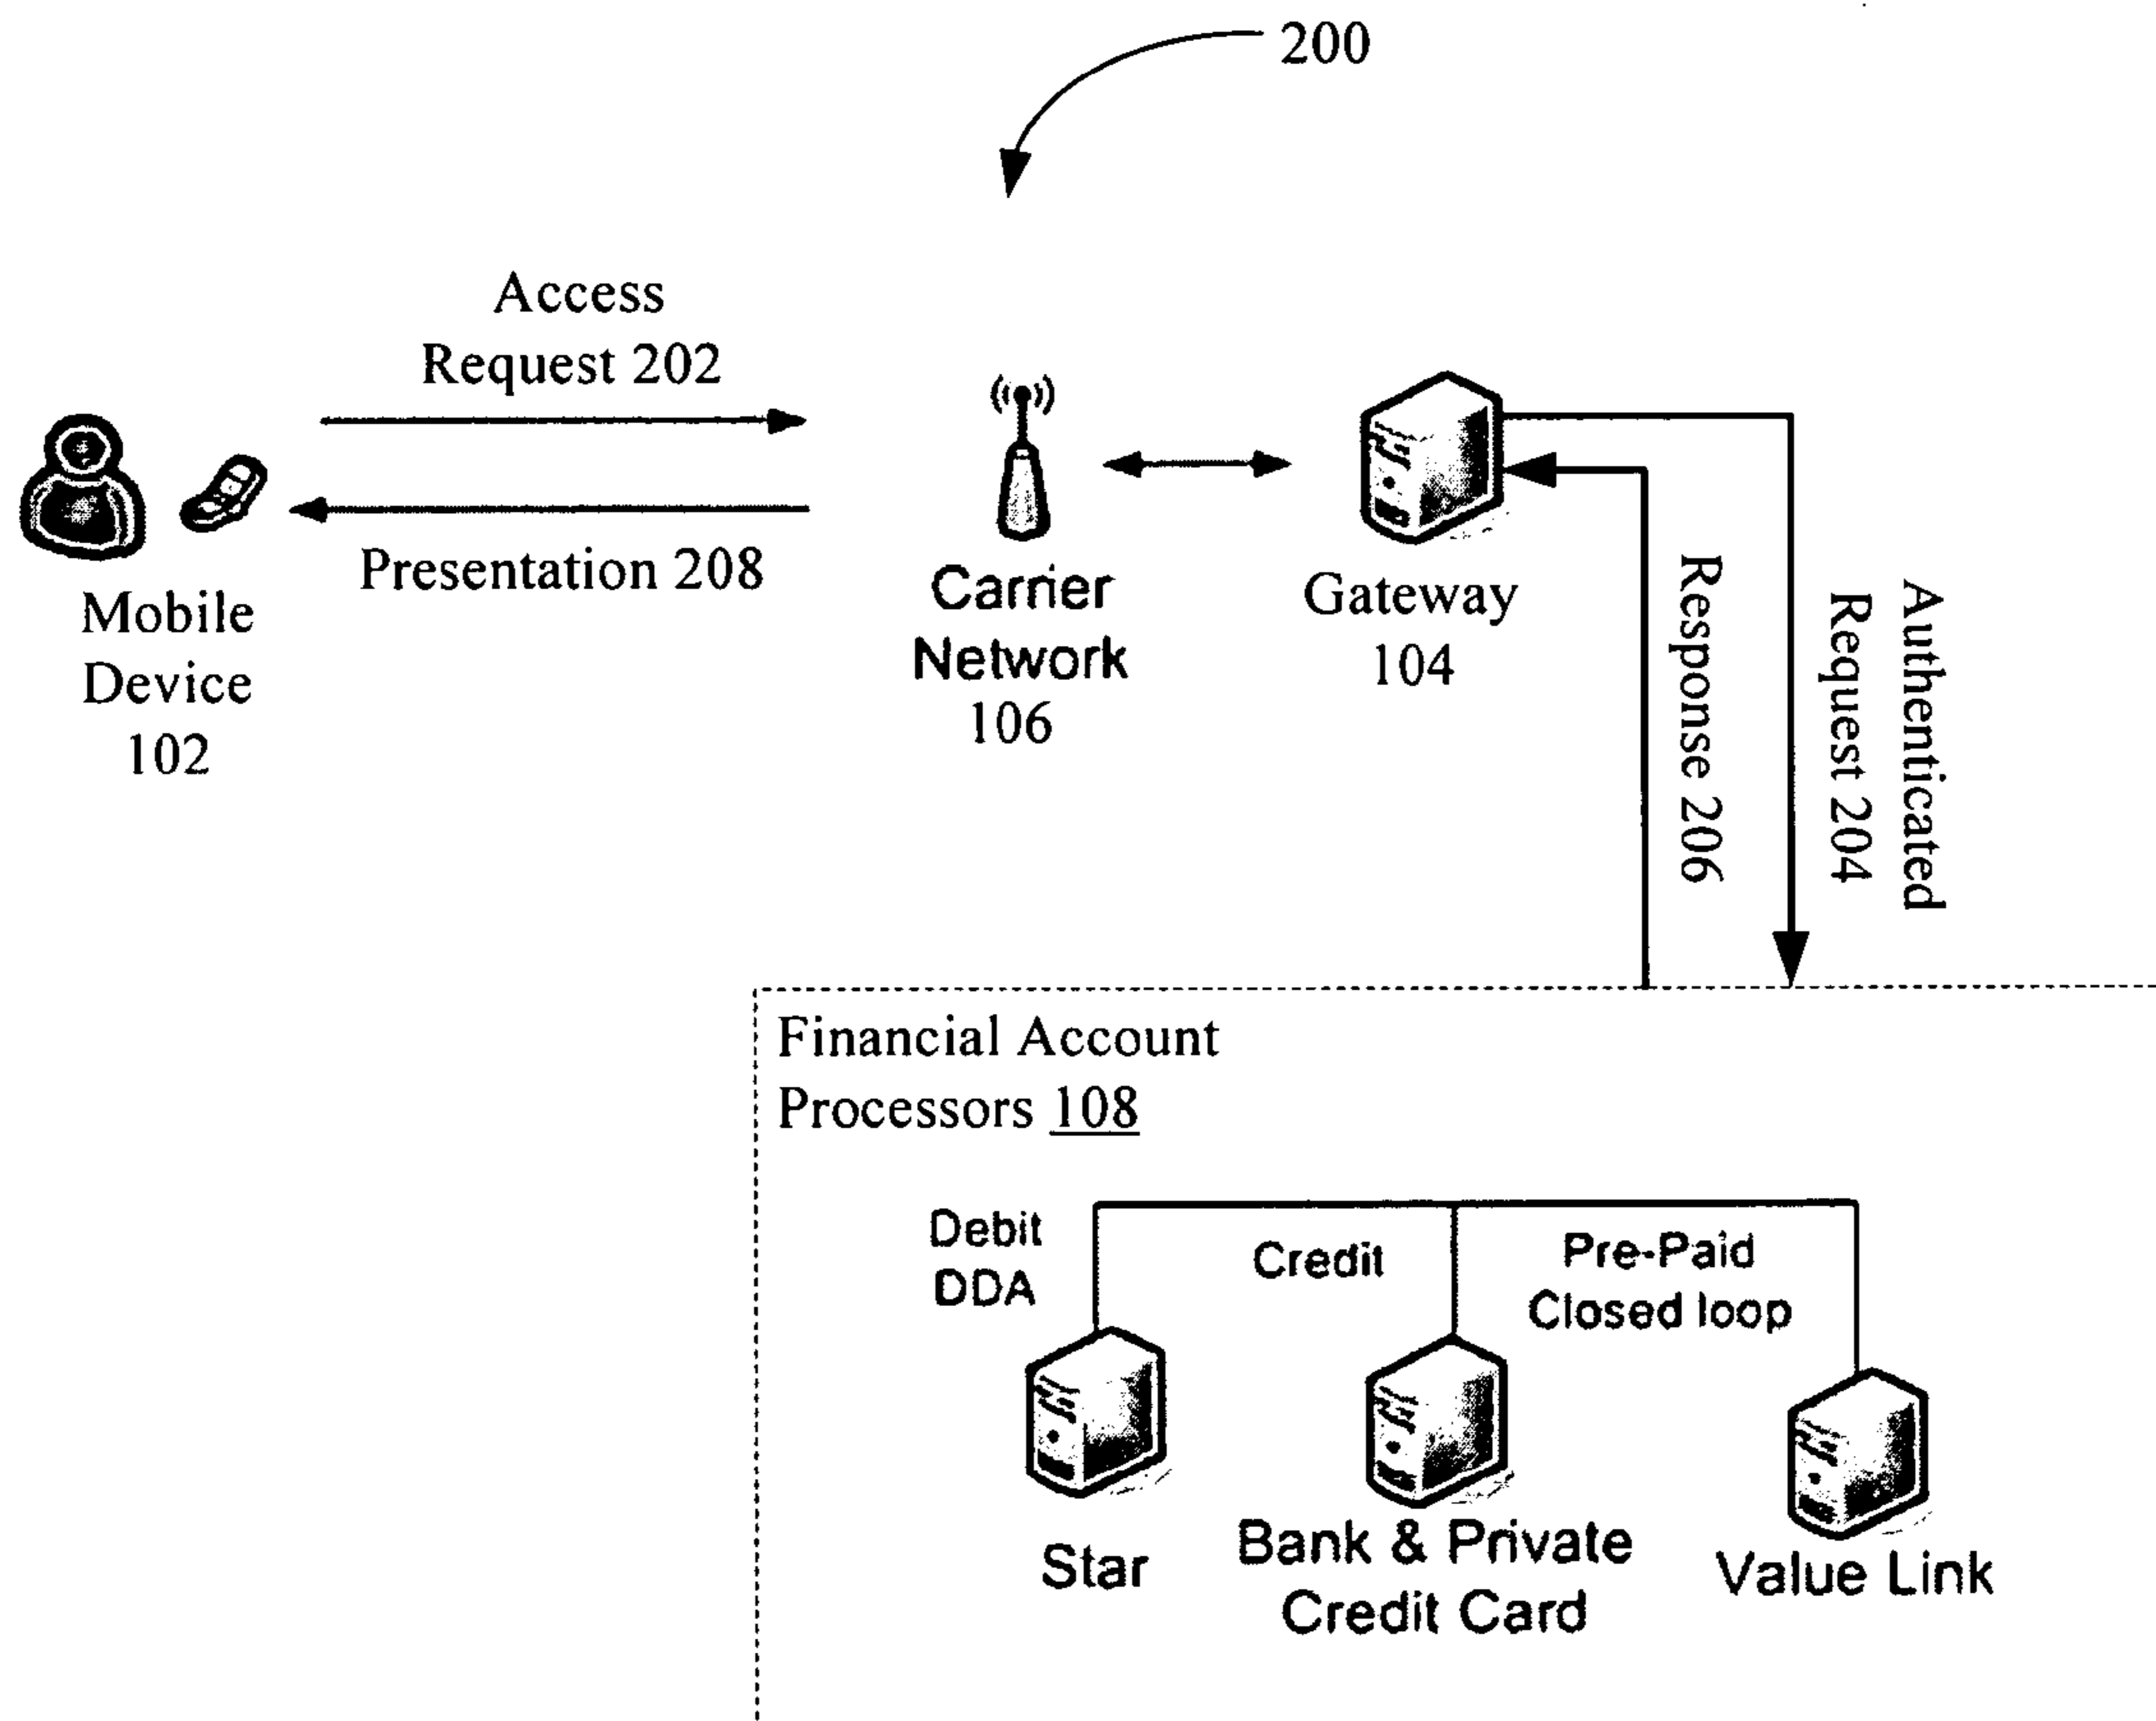 200
Access
Request 202
Presentation 208
Mobile
Device
102
Carrier
Network
106
Gateway
104
Response 206
Authenticated
Request 204
Financial Account
Processors 108
Debit
DDA
Credit
Pre-Paid
Closed loop
Star
Bank & Private
Credit Card
Value Link